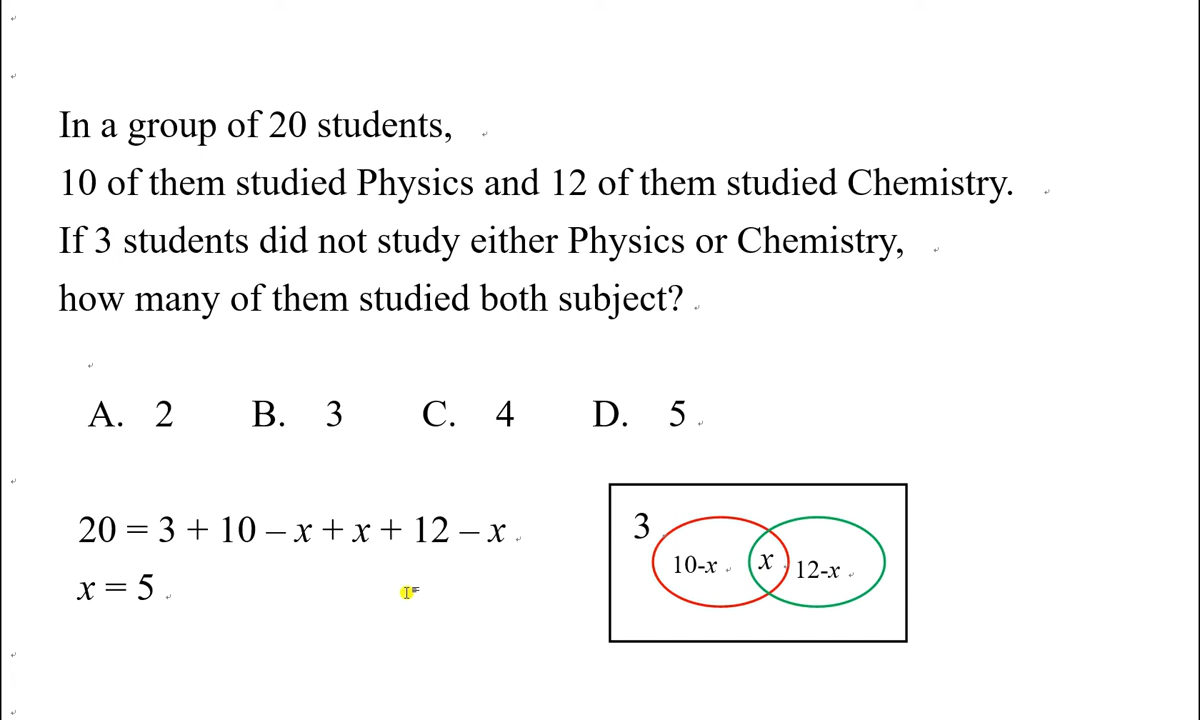 In a group of 20 students,
10 of them studied Physics and 12 of them studied Chemistry.
If 3 students did not study either Physics or Chemistry,
how many of them studied both subject?
A. 2 B. 3 C. 4 D. 5
20 = 3 + 10 – x + x + 12 – x
x = 5
3
10-x x 12-x